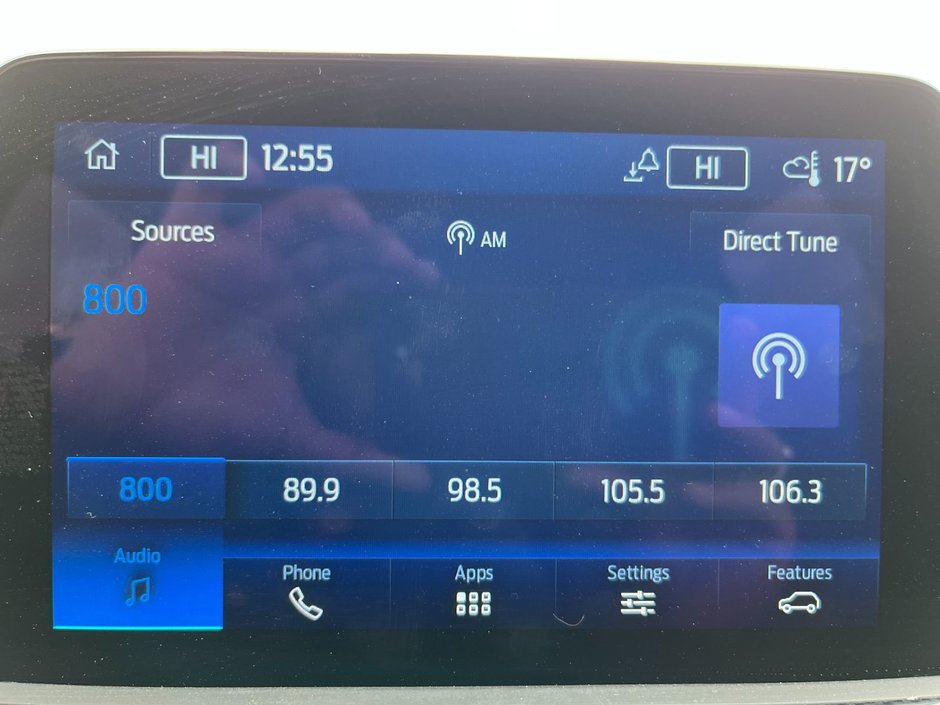 HI 12:55 HI 17°
Sources AM Direct Tune
800
800 89.9 98.5 105.5 106.3
Audio Phone Apps Settings Features